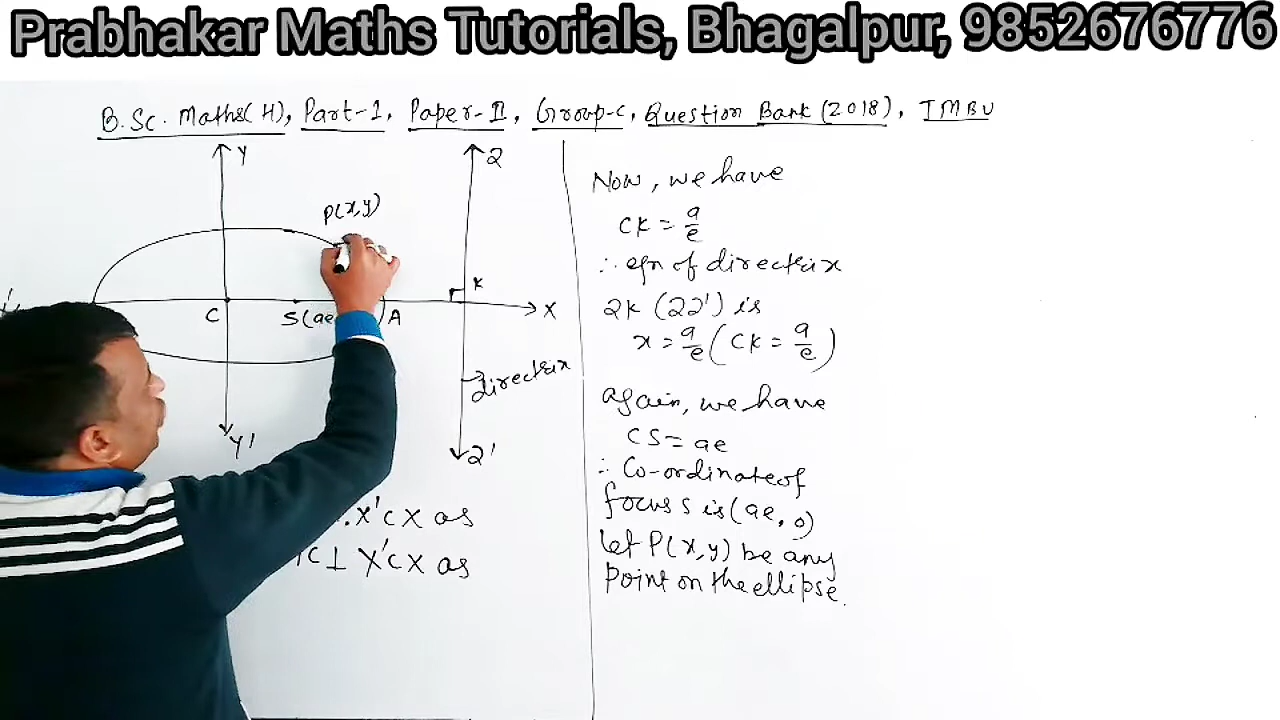 Prabhakar Maths Tutorials, Bhagalpur, 9852676776
B.Sc. Maths(H), Part-1, Paper-II, Group-C, Question Bank (2018), TMBU
Y
Z
P(x,y)
K
C
S(ae
A
X
directrix
Y'
Z'
X'CX as
⊥ X'CX as
Now, we have
CK = a/e
∴ eqn of directrix
ZK (ZZ') is
x = a/e (CK = a/e)
again, we have
CS = ae
∴ Co-ordinate of
focus S is (ae, 0)
let P(x,y) be any
Point on the ellipse.